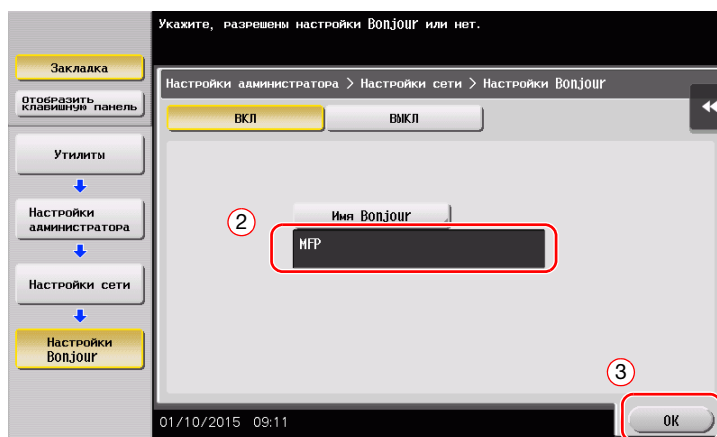 Укажите, разрешены настройки Bonjour или нет.
Закладка
Отобразить
клавишную панель
Утилиты
Настройки
администратора
Настройки сети
Настройки
Bonjour
Настройки администратора > Настройки сети > Настройки Bonjour
ВКЛ
ВЫКЛ
Имя Bonjour
2
MFP
3
OK
01/10/2015 09:11